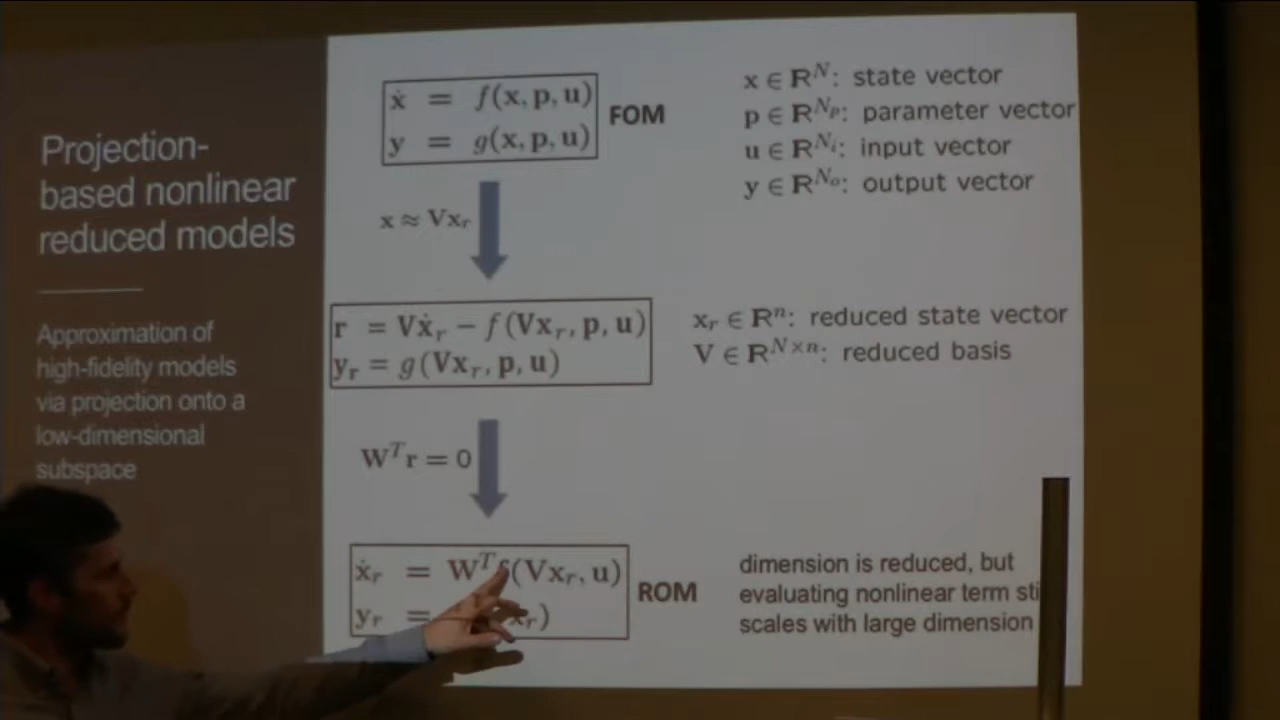 Projection-
based nonlinear
reduced models
Approximation of
high-fidelity models
via projection onto a
low-dimensional
subspace
ẋ = f(x, p, u)
y = g(x, p, u)
FOM
x ∈ R^N: state vector
p ∈ R^{N_p}: parameter vector
u ∈ R^{N_i}: input vector
y ∈ R^{N_o}: output vector
x ≈ Vx_r
r = Vẋ_r − f(Vx_r, p, u)
y_r = g(Vx_r, p, u)
x_r ∈ R^n: reduced state vector
V ∈ R^{N×n}: reduced basis
W^T r = 0
ẋ_r = W^T f(Vx_r, u)
y_r = x_r)
ROM
dimension is reduced, but
evaluating nonlinear term sti
scales with large dimension